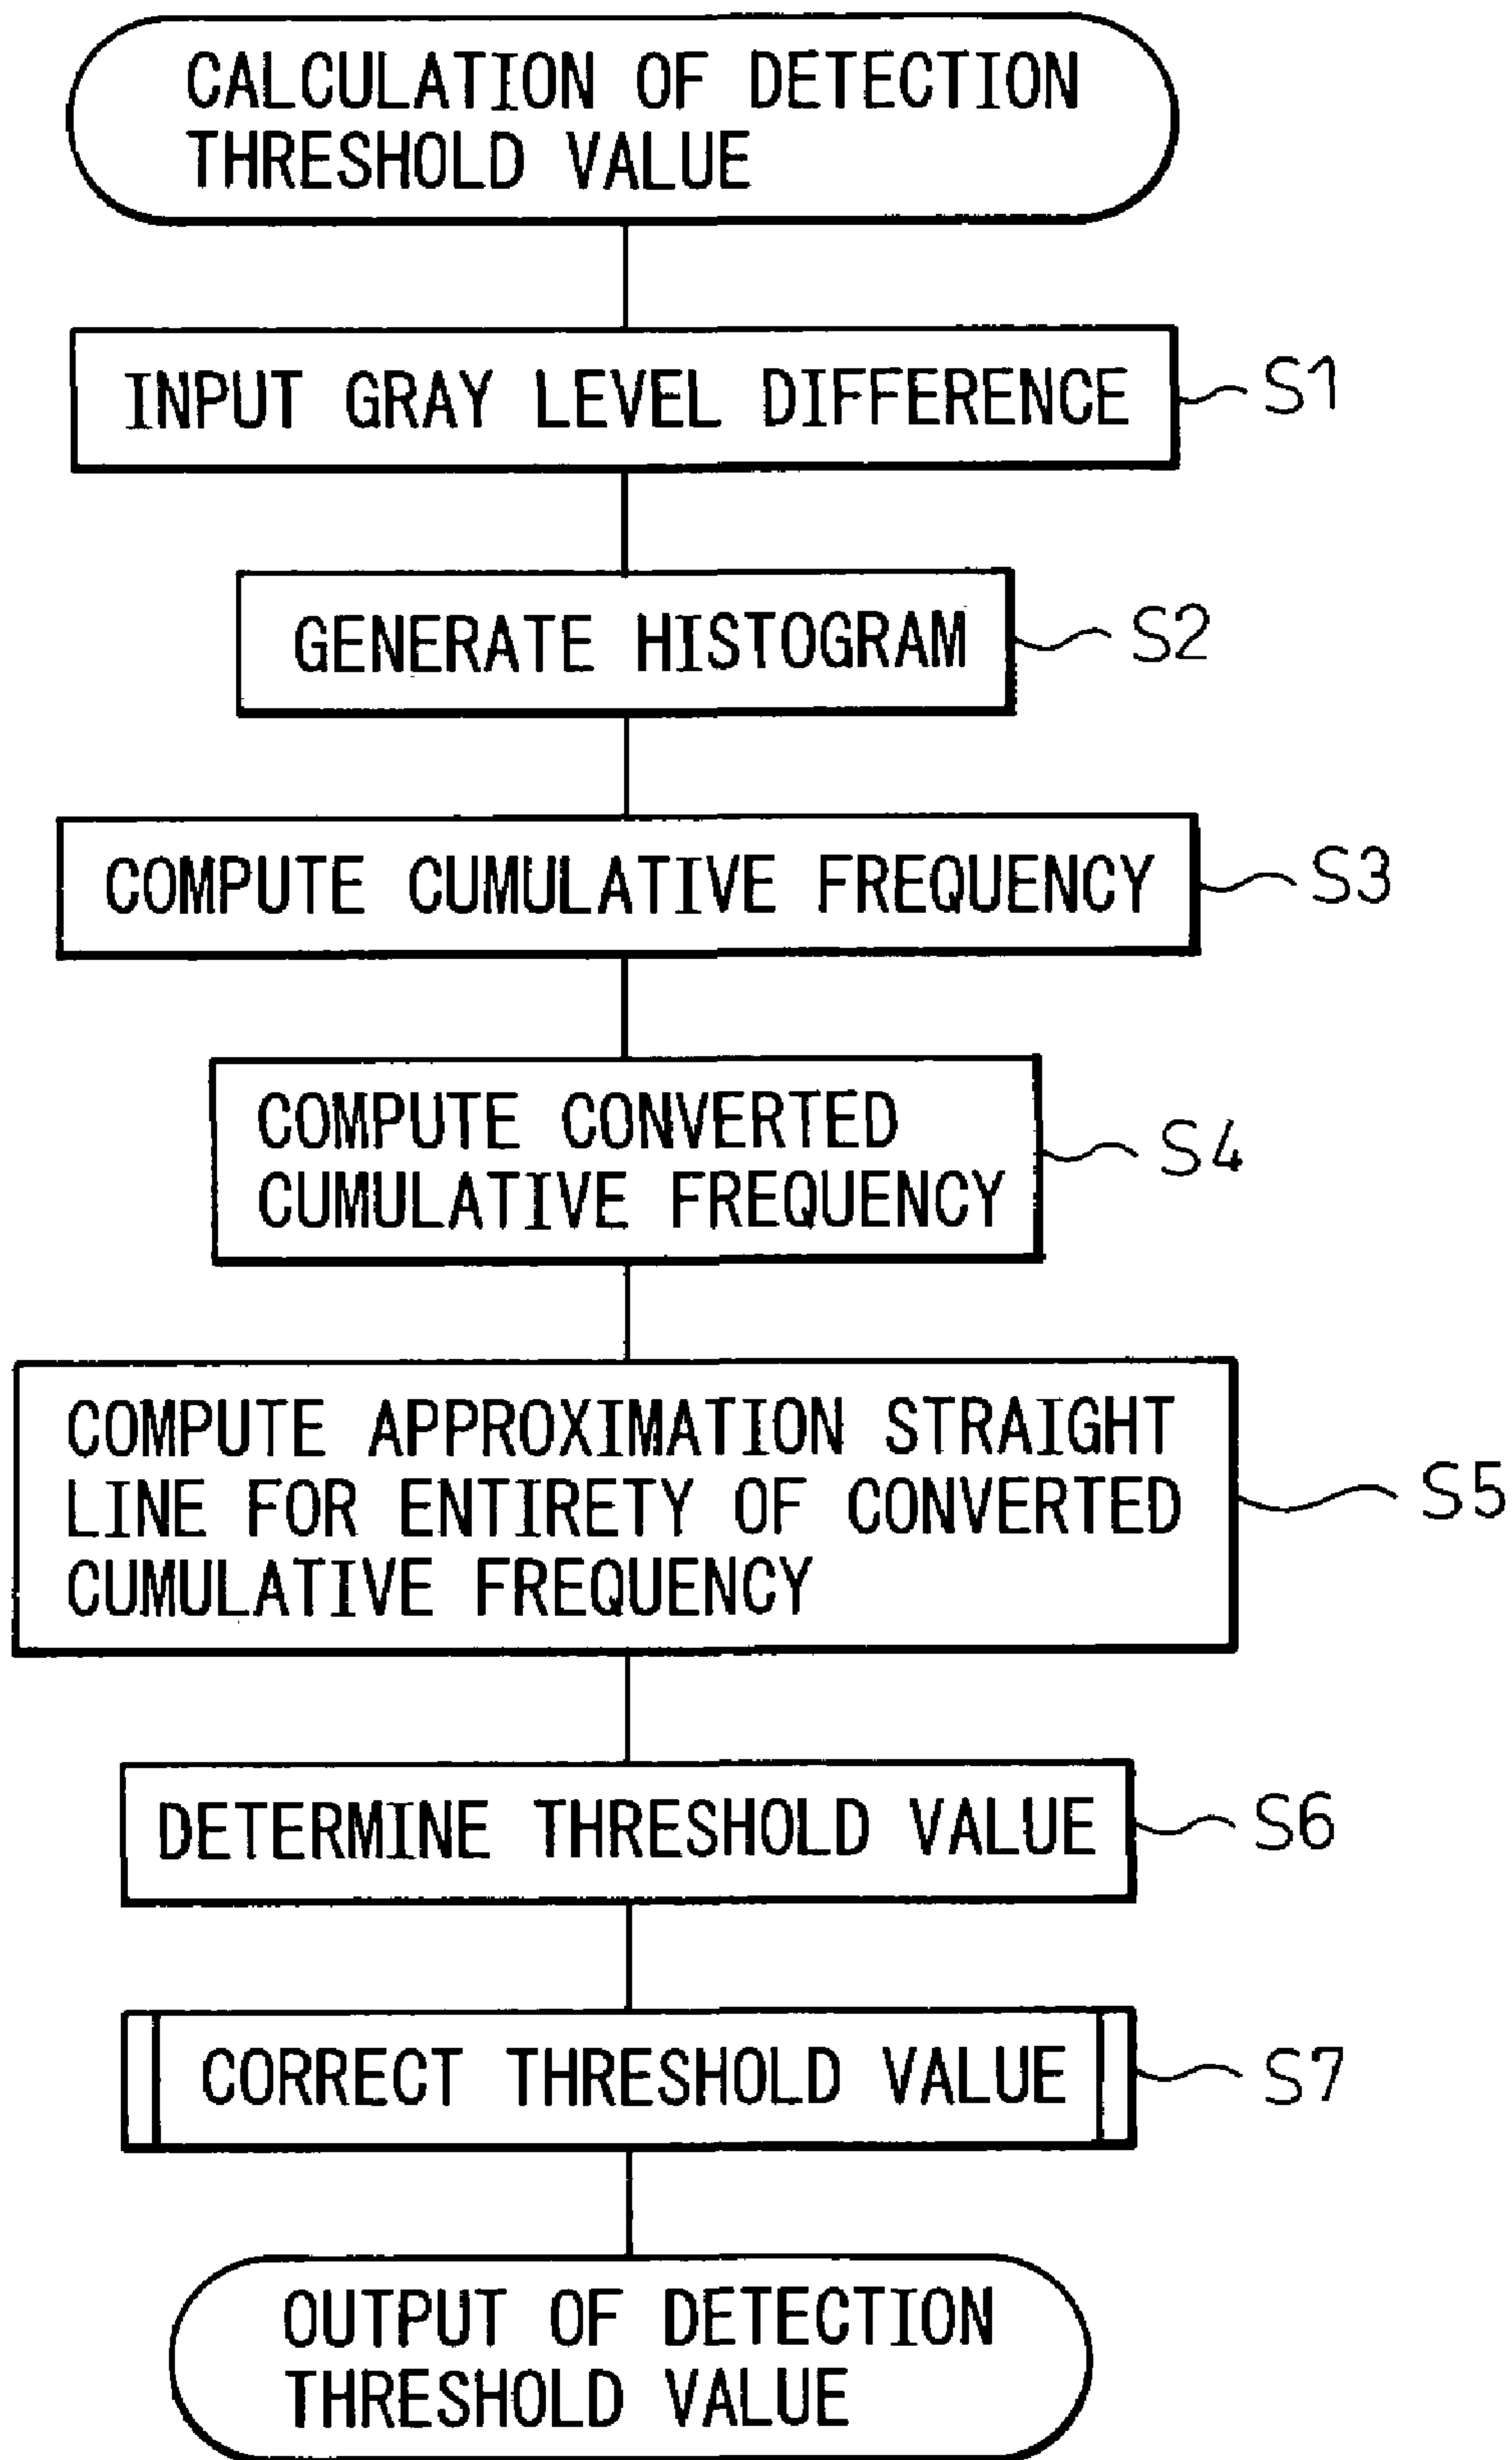 CALCULATION OF DETECTION
THRESHOLD VALUE
INPUT GRAY LEVEL DIFFERENCE
S1
GENERATE HISTOGRAM
S2
COMPUTE CUMULATIVE FREQUENCY
S3
COMPUTE CONVERTED
CUMULATIVE FREQUENCY
S4
COMPUTE APPROXIMATION STRAIGHT
LINE FOR ENTIRETY OF CONVERTED
CUMULATIVE FREQUENCY
S5
DETERMINE THRESHOLD VALUE
S6
CORRECT THRESHOLD VALUE
S7
OUTPUT OF DETECTION
THRESHOLD VALUE